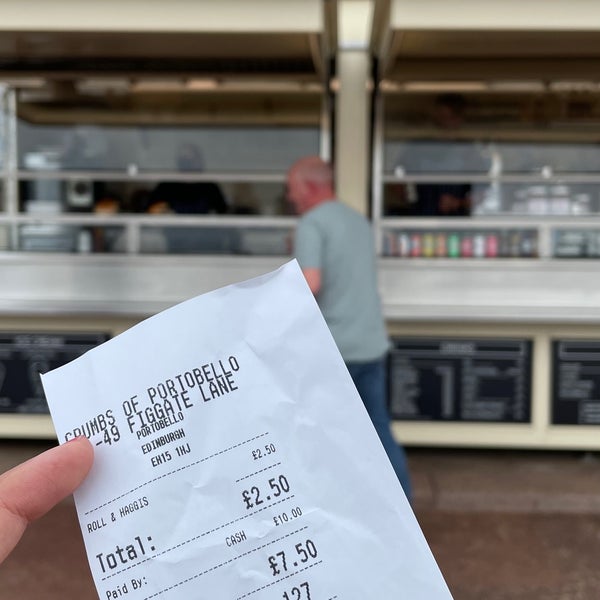 CRUMBS OF PORTOBELLO
-49 FIGGATE LANE
PORTOBELLO
EDINBURGH
EH15 1HJ
ROLL & HAGGIS £2.50
Total: £2.50
Paid By: CASH £10.00
£7.50
127